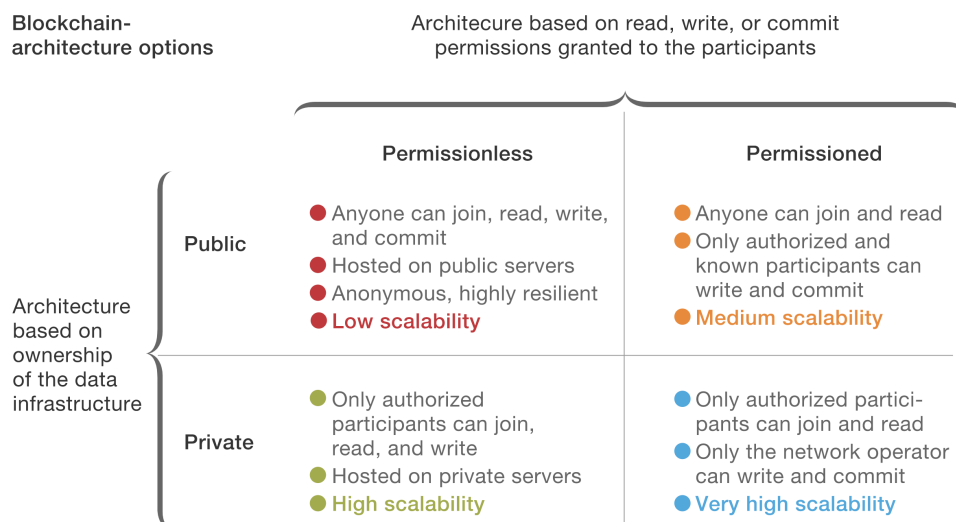 Blockchain-
architecture options
Architecure based on read, write, or commit
permissions granted to the participants
Permissionless
Permissioned
Architecture
based on
ownership
of the data
infrastructure
Public
Anyone can join, read, write,
and commit
Hosted on public servers
Anonymous, highly resilient
Low scalability
Anyone can join and read
Only authorized and
known participants can
write and commit
Medium scalability
Private
Only authorized
participants can join,
read, and write
Hosted on private servers
High scalability
Only authorized partici-
pants can join and read
Only the network operator
can write and commit
Very high scalability